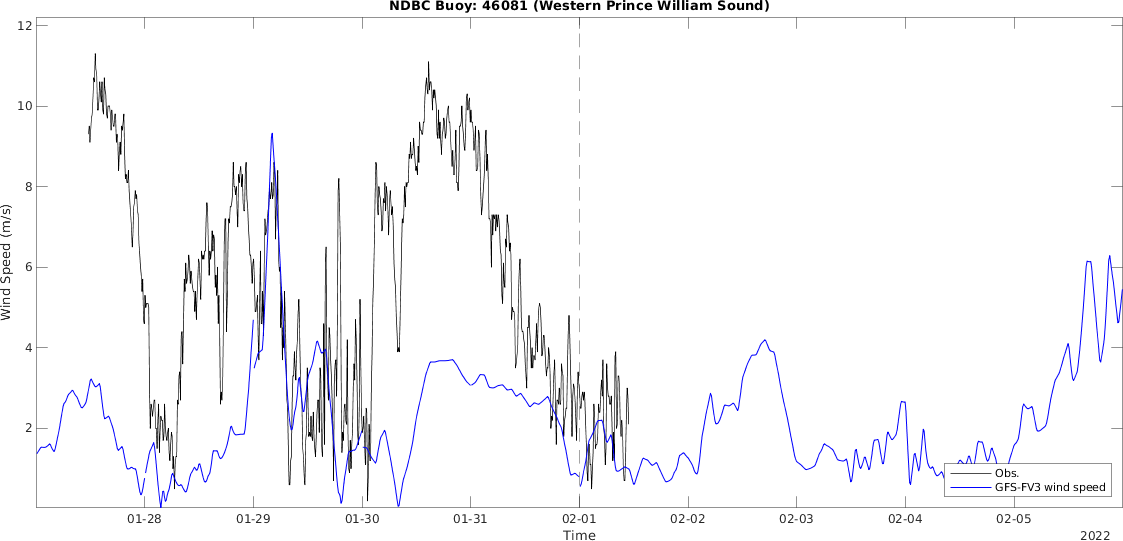 NDBC Buoy: 46081 (Western Prince William Sound)
12
10
8
6
4
2
Wind Speed (m/s)
01-28 01-29 01-30 01-31 02-01 02-02 02-03 02-04 02-05
Time
2022
Obs.
GFS-FV3 wind speed